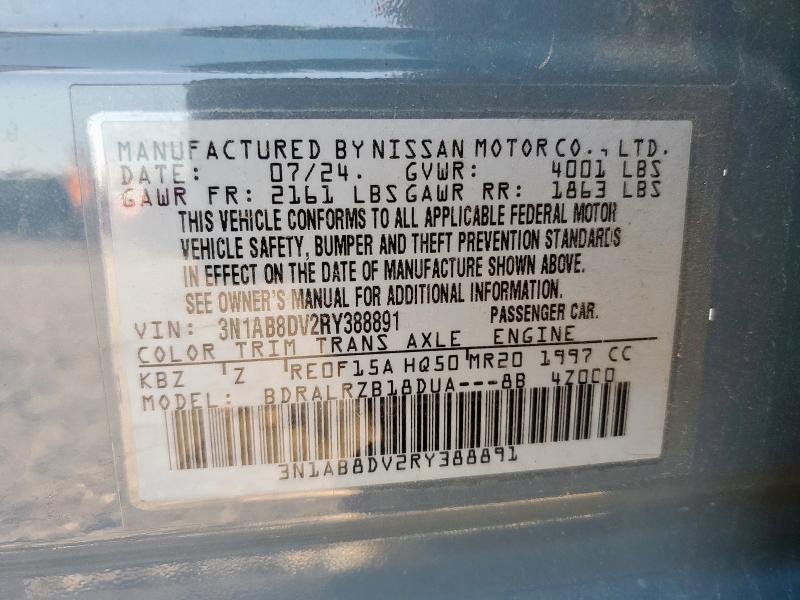 MANUFACTURED BY NISSAN MOTOR CO., LTD.
DATE: 07/24. GVWR: 4001 LBS
GAWR FR: 2161 LBS GAWR RR: 1863 LBS
THIS VEHICLE CONFORMS TO ALL APPLICABLE FEDERAL MOTOR
VEHICLE SAFETY, BUMPER AND THEFT PREVENTION STANDARDS
IN EFFECT ON THE DATE OF MANUFACTURE SHOWN ABOVE.
SEE OWNER'S MANUAL FOR ADDITIONAL INFORMATION.
VIN: 3N1AB8DV2RY388891 PASSENGER CAR.
COLOR TRIM TRANS AXLE ENGINE
KBZ Z RE0F15A HQ50 MR20 1997 CC
MODEL: BDRALRZB18DUA---8B 4Z0C0
3N1AB8DV2RY388891